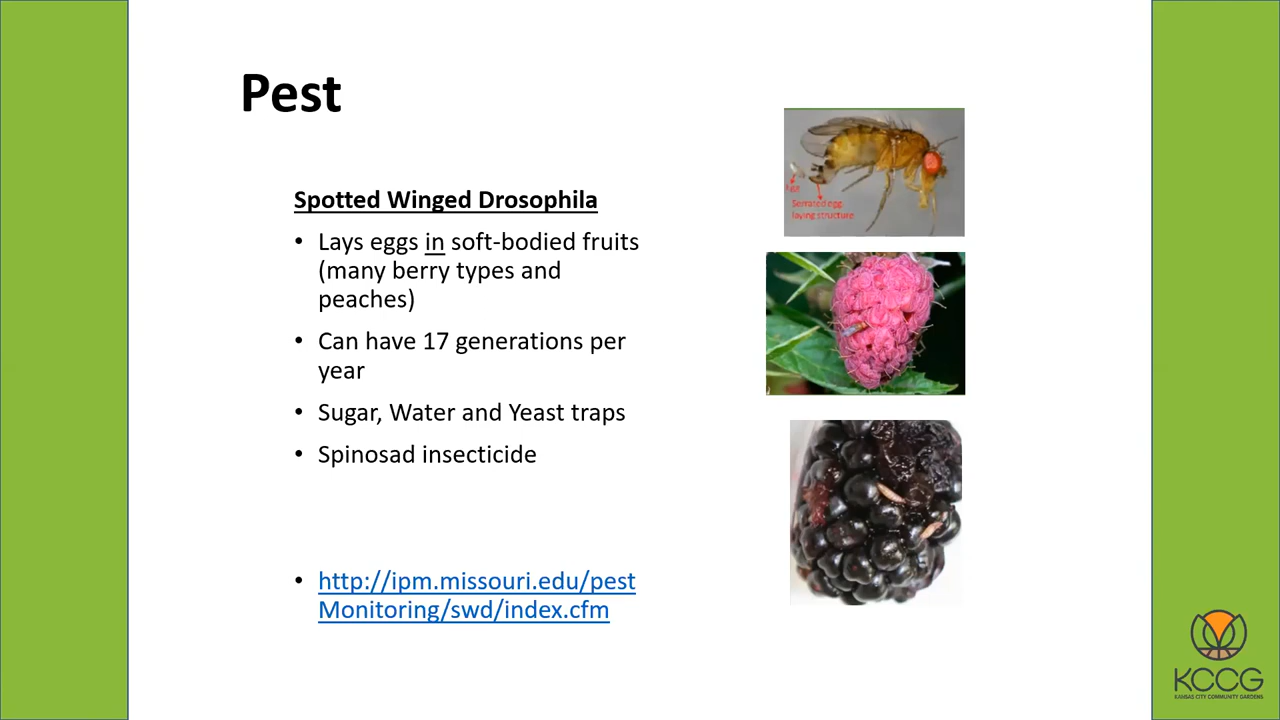 Pest
Spotted Winged Drosophila
• Lays eggs in soft-bodied fruits
(many berry types and
peaches)
• Can have 17 generations per
year
• Sugar, Water and Yeast traps
• Spinosad insecticide
• http://ipm.missouri.edu/pest
Monitoring/swd/index.cfm
Serrated egg
laying structure
KCCG
KANSAS CITY COMMUNITY GARDENS